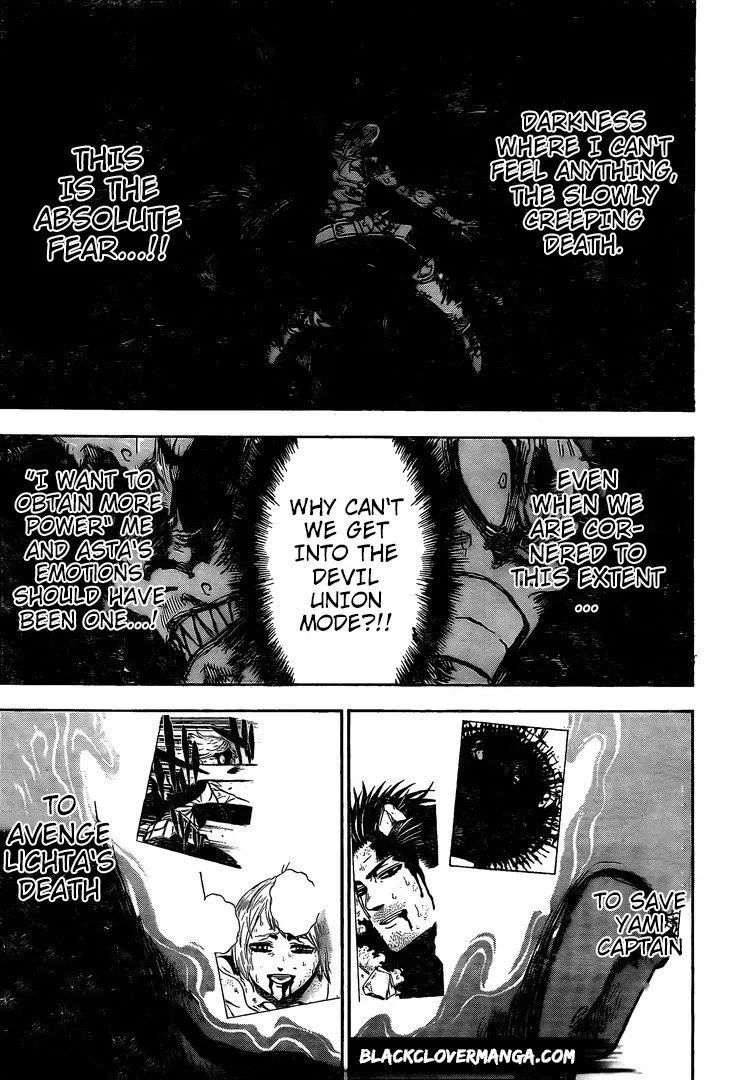 DARKNESS
WHERE I CAN'T
FEEL ANYTHING,
THE SLOWLY
CREEPING
DEATH.
THIS
IS THE
ABSOLUTE
FEAR...!!
EVEN
WHEN WE
ARE COR-
NERED TO
THIS EXTENT
...
WHY CAN'T
WE GET
INTO THE
DEVIL
UNION
MODE?!!
"I WANT TO
OBTAIN MORE
POWER" ME
AND ASTA'S
EMOTIONS
SHOULD HAVE
BEEN ONE...!
TO SAVE
YAMI
CAPTAIN
TO
AVENGE
LICHTA'S
DEATH
BLACKCLOVERMANGA.COM